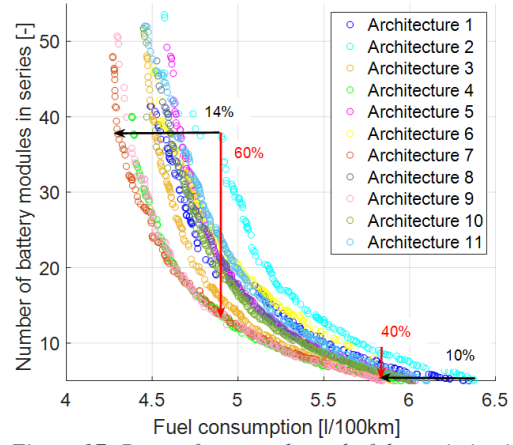 Number of battery modules in series [-]
50
40
30
20
10
14%
60%
40%
10%
Architecture 1
Architecture 2
Architecture 3
Architecture 4
Architecture 5
Architecture 6
Architecture 7
Architecture 8
Architecture 9
Architecture 10
Architecture 11
4
4.5
5
5.5
6
6.5
Fuel consumption [l/100km]